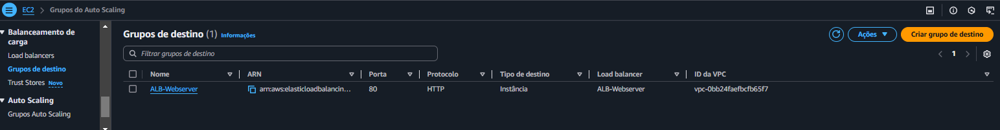 EC2 > Grupos do Auto Scaling
Balanceamento de carga
Load balancers
Grupos de destino
Trust Stores Novo
Auto Scaling
Grupos Auto Scaling
Grupos de destino (1) Informações
Ações
Criar grupo de destino
Filtrar grupos de destino
1
Nome ARN Porta Protocolo Tipo de destino Load balancer ID da VPC
ALB-Webserver arn:aws:elasticloadbalancin... 80 HTTP Instância ALB-Webserver vpc-0bb24faefbcfb65f7